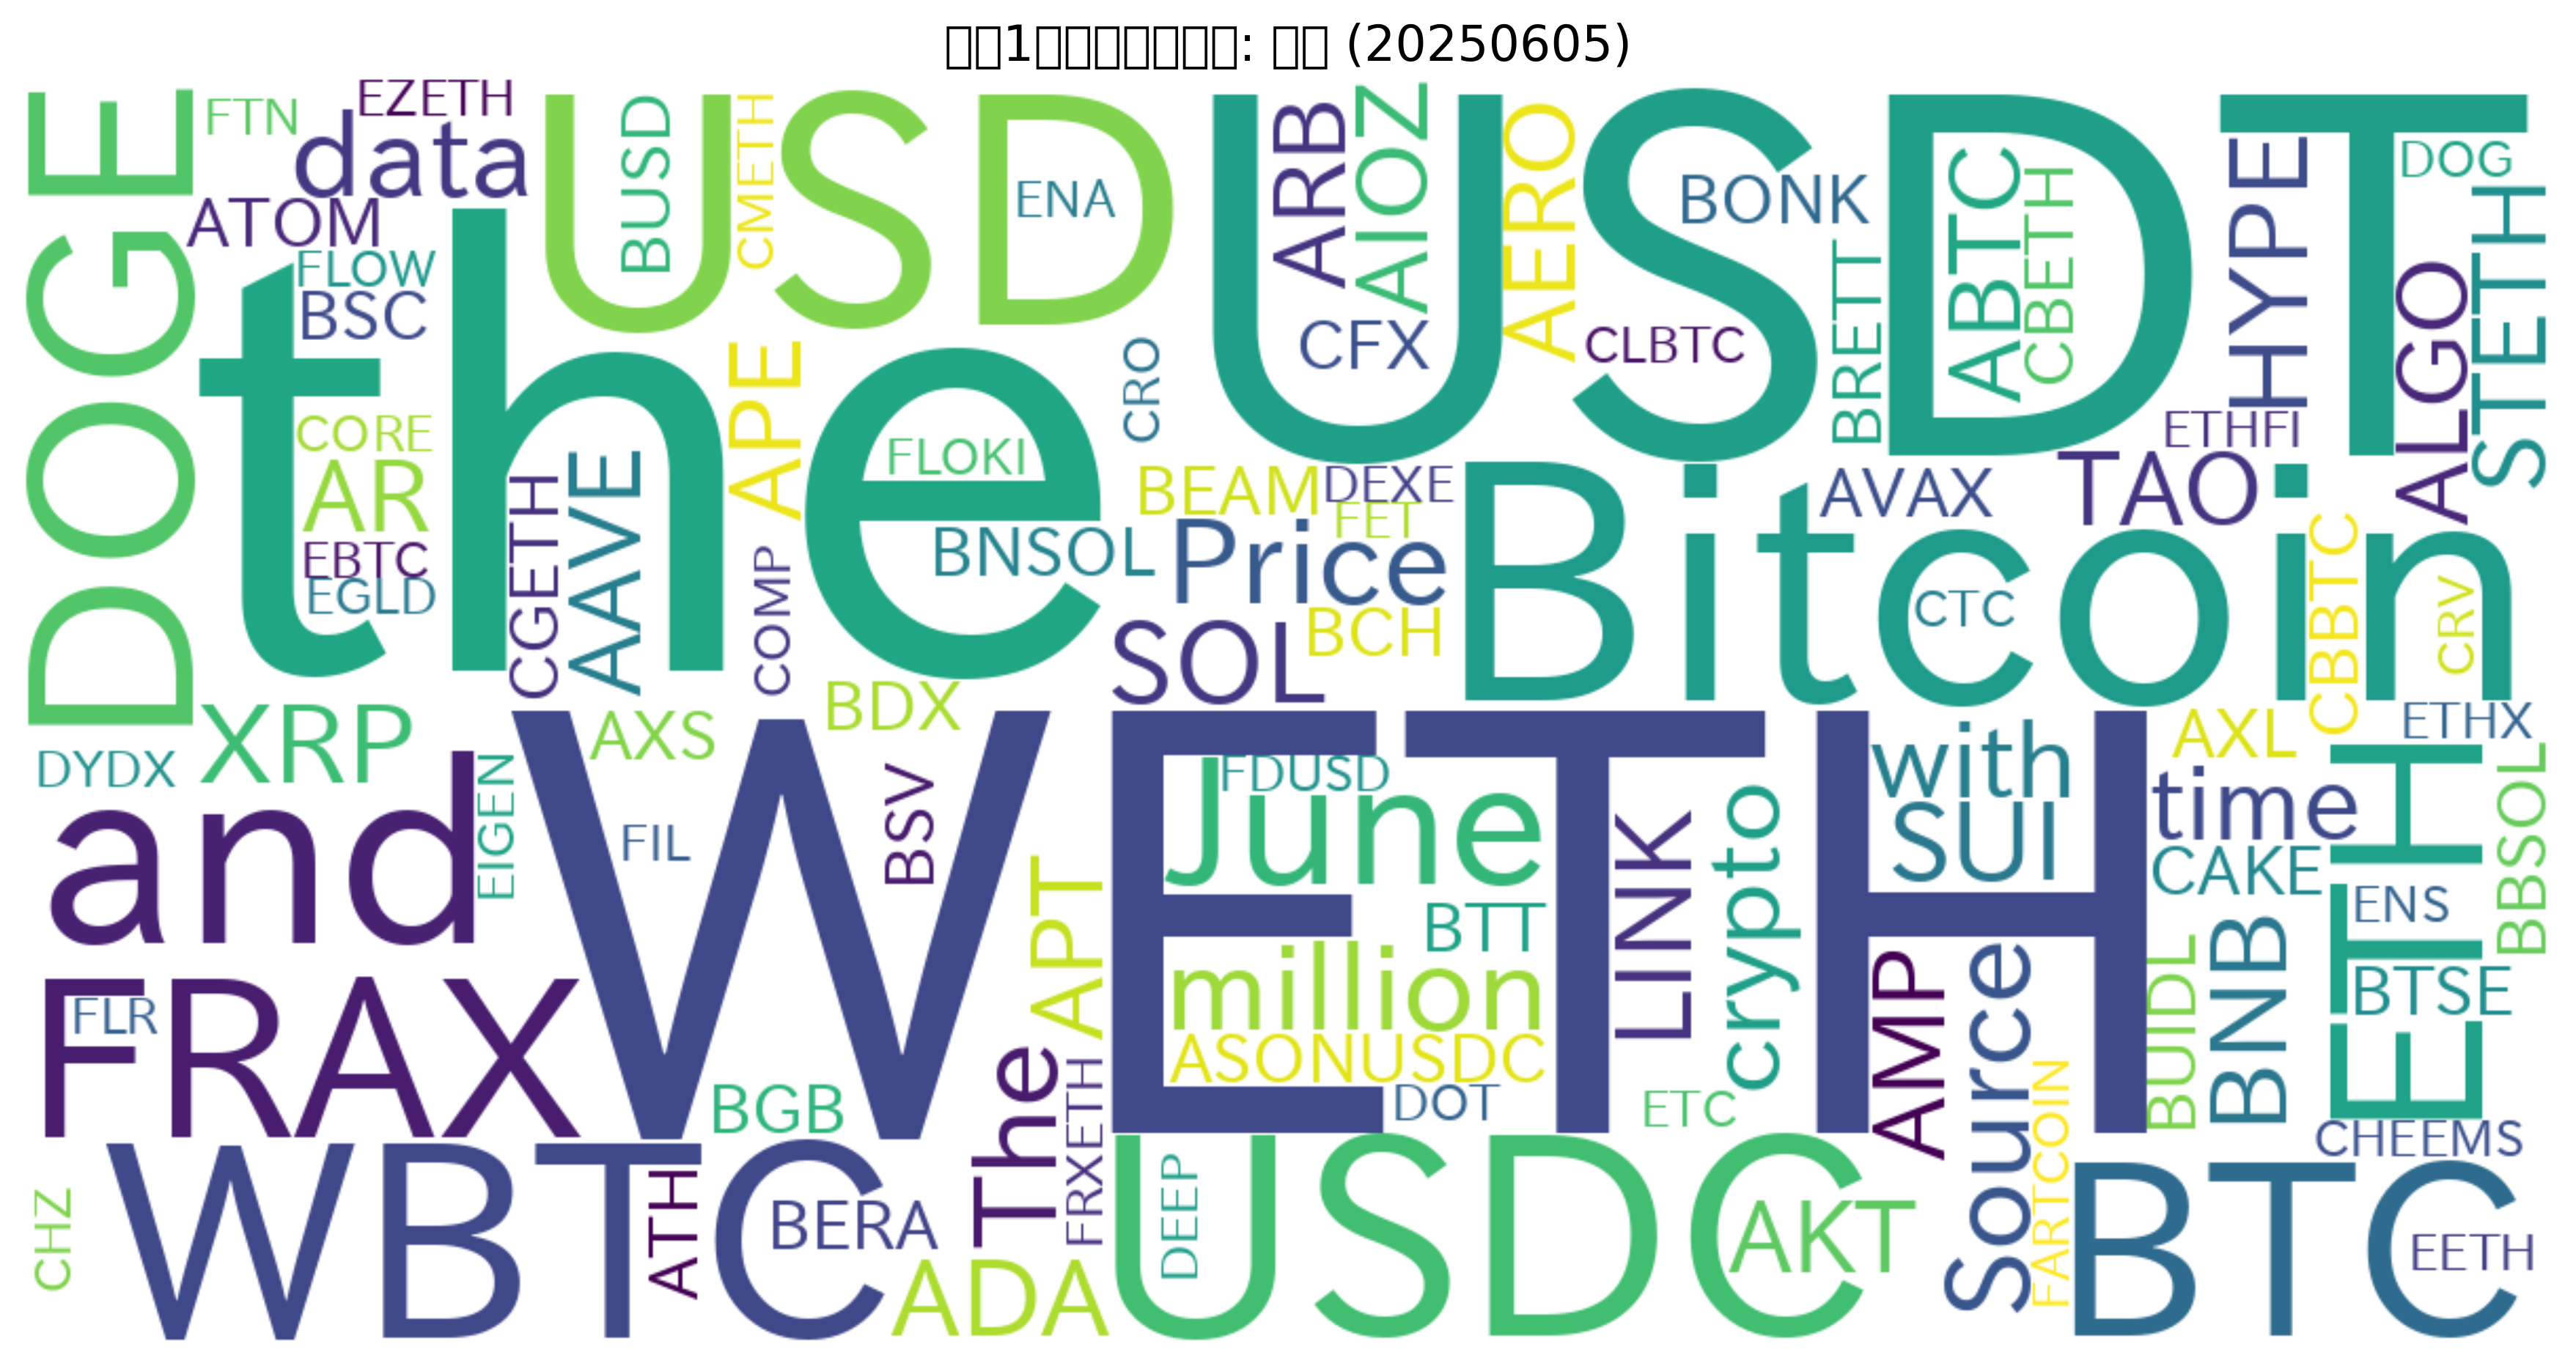 1: (20250605)
DOGE
FTN
EZETH
data
ATOM
FLOW
BSC
USD
BUSD
CMETH
ENA
USDT
ARB
AIOZ
AERO
CFX
BONK
CLBTC
BRETT
ABTC
CBETH
HYPE
DOG
ALGO
STETH
ETHFI
the
CORE
AR
EBTC
EGLD
CGETH
AAVE
APE
COMP
FLOKI
BNSOL
CRO
BEAM
DEXE
FET
Price
BCH
SOL
Bitcoin
AVAX
TAO
CTC
CBBTC
CRV
XRP
DYDX
and
EIGEN
AXS
BDX
WETH
FIL
BSV
APT
FDUSD
June
BTT
million
ASONUSDC
DOT
LINK
crypto
ETC
with
SUI
AMP
Source
AXL
time
CAKE
ETHX
ETH
BBSOL
ENS
BTSE
BUIDL
BNB
CHEEMS
FRAX
FLR
BGB
The
FRXETH
CHZ
WBTC
ATH
BERA
ADA
USDC
DEEP
AKT
FARTCOIN
BTC
EETH